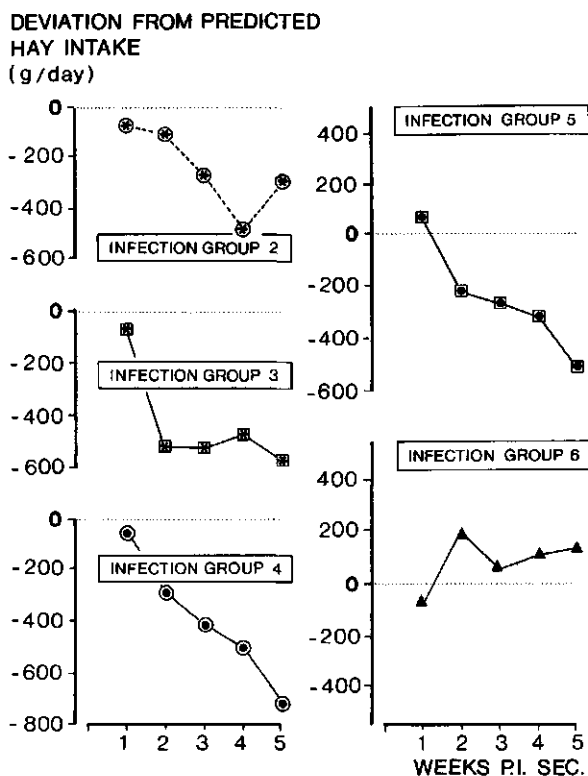 DEVIATION FROM PREDICTED
HAY INTAKE
(g/day)
0
-200
-400
-600
INFECTION GROUP 2
0
-200
-400
-600
INFECTION GROUP 3
0
-200
-400
-600
-800
INFECTION GROUP 4
1 2 3 4 5
400
200
0
-200
-400
-600
INFECTION GROUP 5
400
200
0
-200
-400
INFECTION GROUP 6
1 2 3 4 5
WEEKS P.I. SEC.